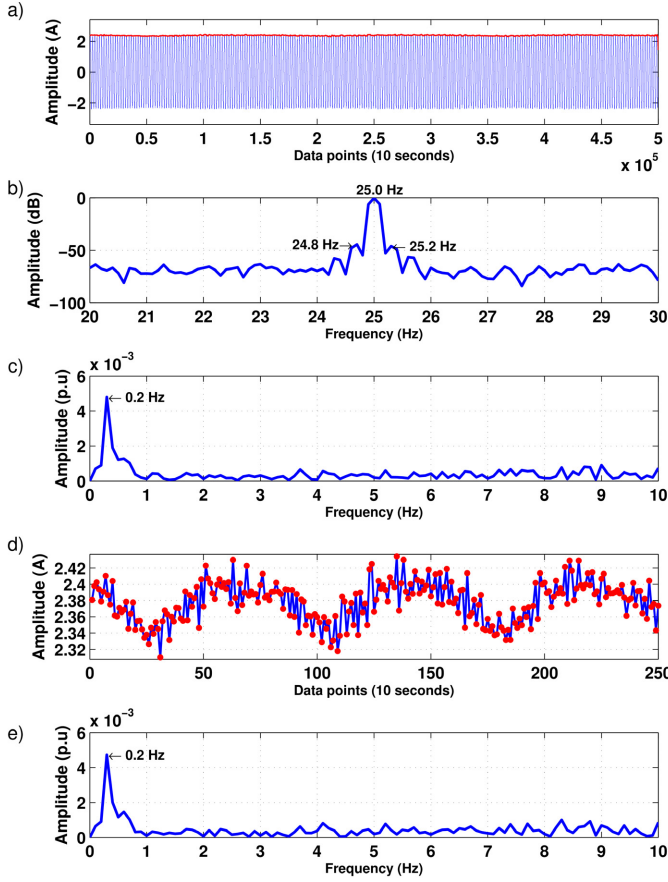 a)
Amplitude (A)
2
0
−2
0 0.5 1 1.5 2 2.5 3 3.5 4 4.5 5
Data points (10 seconds)
x 10^5
b)
Amplitude (dB)
0
−50
−100
25.0 Hz
24.8 Hz
25.2 Hz
20 21 22 23 24 25 26 27 28 29 30
Frequency (Hz)
c)
x 10^−3
Amplitude (p.u)
6
4
2
0
0.2 Hz
0 1 2 3 4 5 6 7 8 9 10
Frequency (Hz)
d)
Amplitude (A)
2.42
2.4
2.38
2.36
2.34
2.32
0 50 100 150 200 250
Data points (10 seconds)
e)
x 10^−3
Amplitude (p.u)
6
4
2
0
0.2 Hz
0 1 2 3 4 5 6 7 8 9 10
Frequency (Hz)